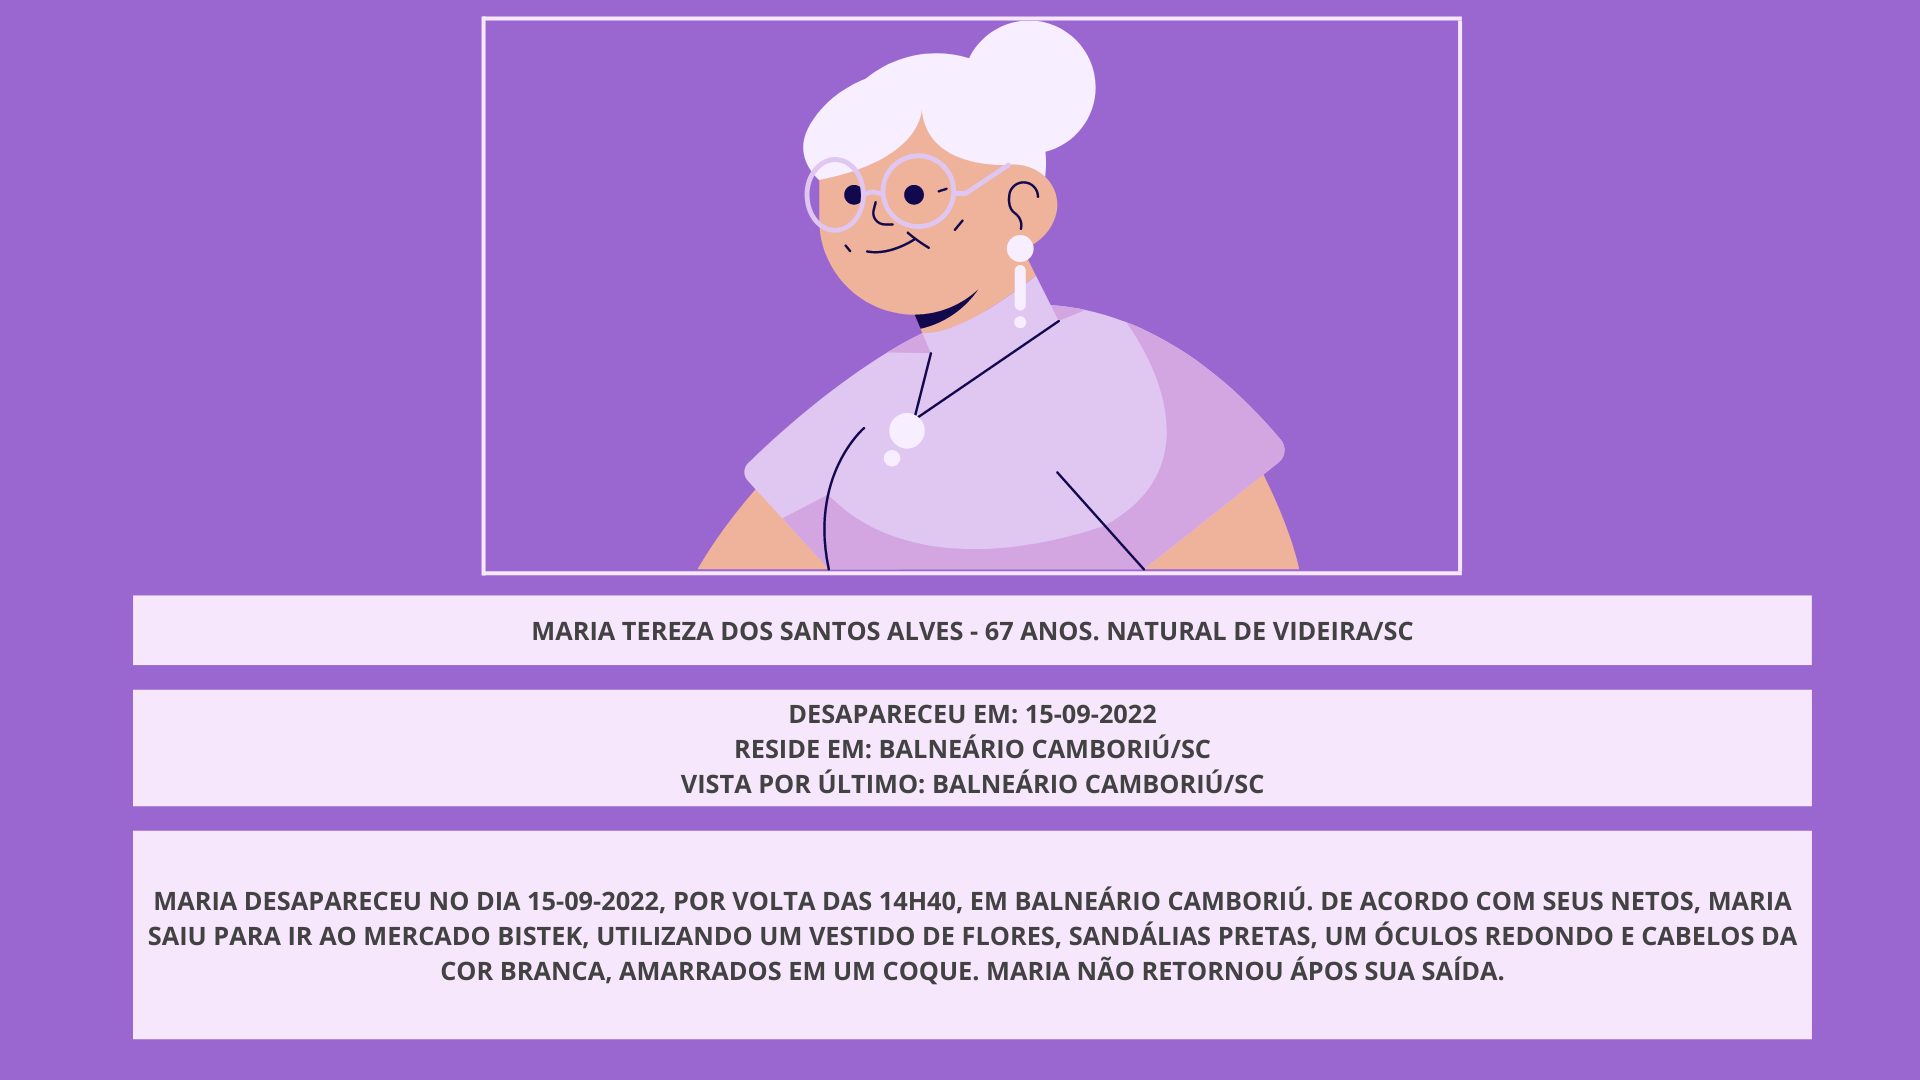 MARIA TEREZA DOS SANTOS ALVES - 67 ANOS. NATURAL DE VIDEIRA/SC
DESAPARECEU EM: 15-09-2022
RESIDE EM: BALNEÁRIO CAMBORIÚ/SC
VISTA POR ÚLTIMO: BALNEÁRIO CAMBORIÚ/SC
MARIA DESAPARECEU NO DIA 15-09-2022, POR VOLTA DAS 14H40, EM BALNEÁRIO CAMBORIÚ. DE ACORDO COM SEUS NETOS, MARIA
SAIU PARA IR AO MERCADO BISTEK, UTILIZANDO UM VESTIDO DE FLORES, SANDÁLIAS PRETAS, UM ÓCULOS REDONDO E CABELOS DA
COR BRANCA, AMARRADOS EM UM COQUE. MARIA NÃO RETORNOU ÁPOS SUA SAÍDA.